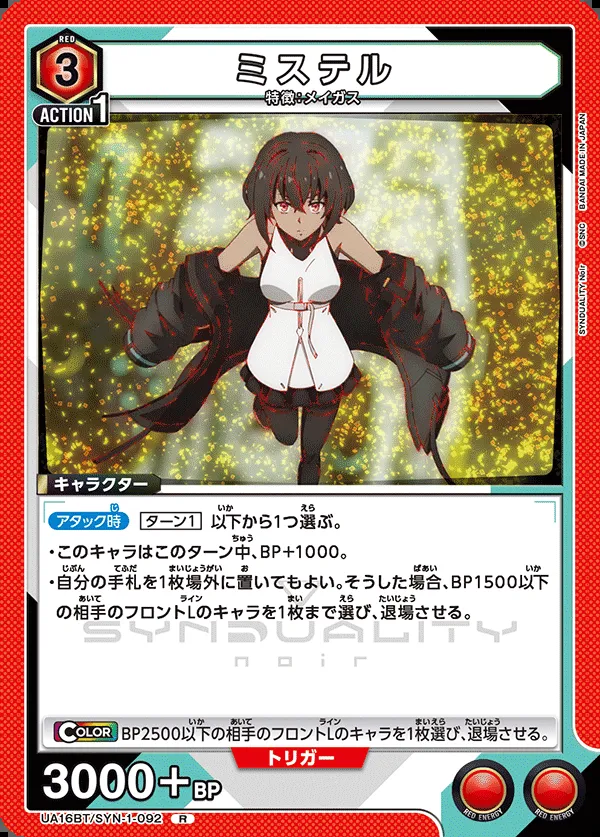 RED
3
ACTION 1
ミステル
特徴:メイガス
SYNDUALITY Noir ©SNC BANDAI MADE IN JAPAN
キャラクター
アタック時 ターン1 以下から1つ選ぶ。
・このキャラはこのターン中、BP+1000。
・自分の手札を1枚場外に置いてもよい。そうした場合、BP1500以下
の相手のフロントLのキャラを1枚まで選び、退場させる。
SYNDUALITY
noir
COLOR BP2500以下の相手のフロントLのキャラを1枚選び、退場させる。
トリガー
3000+BP
RED ENERGY RED ENERGY
UA16BT/SYN-1-092 R